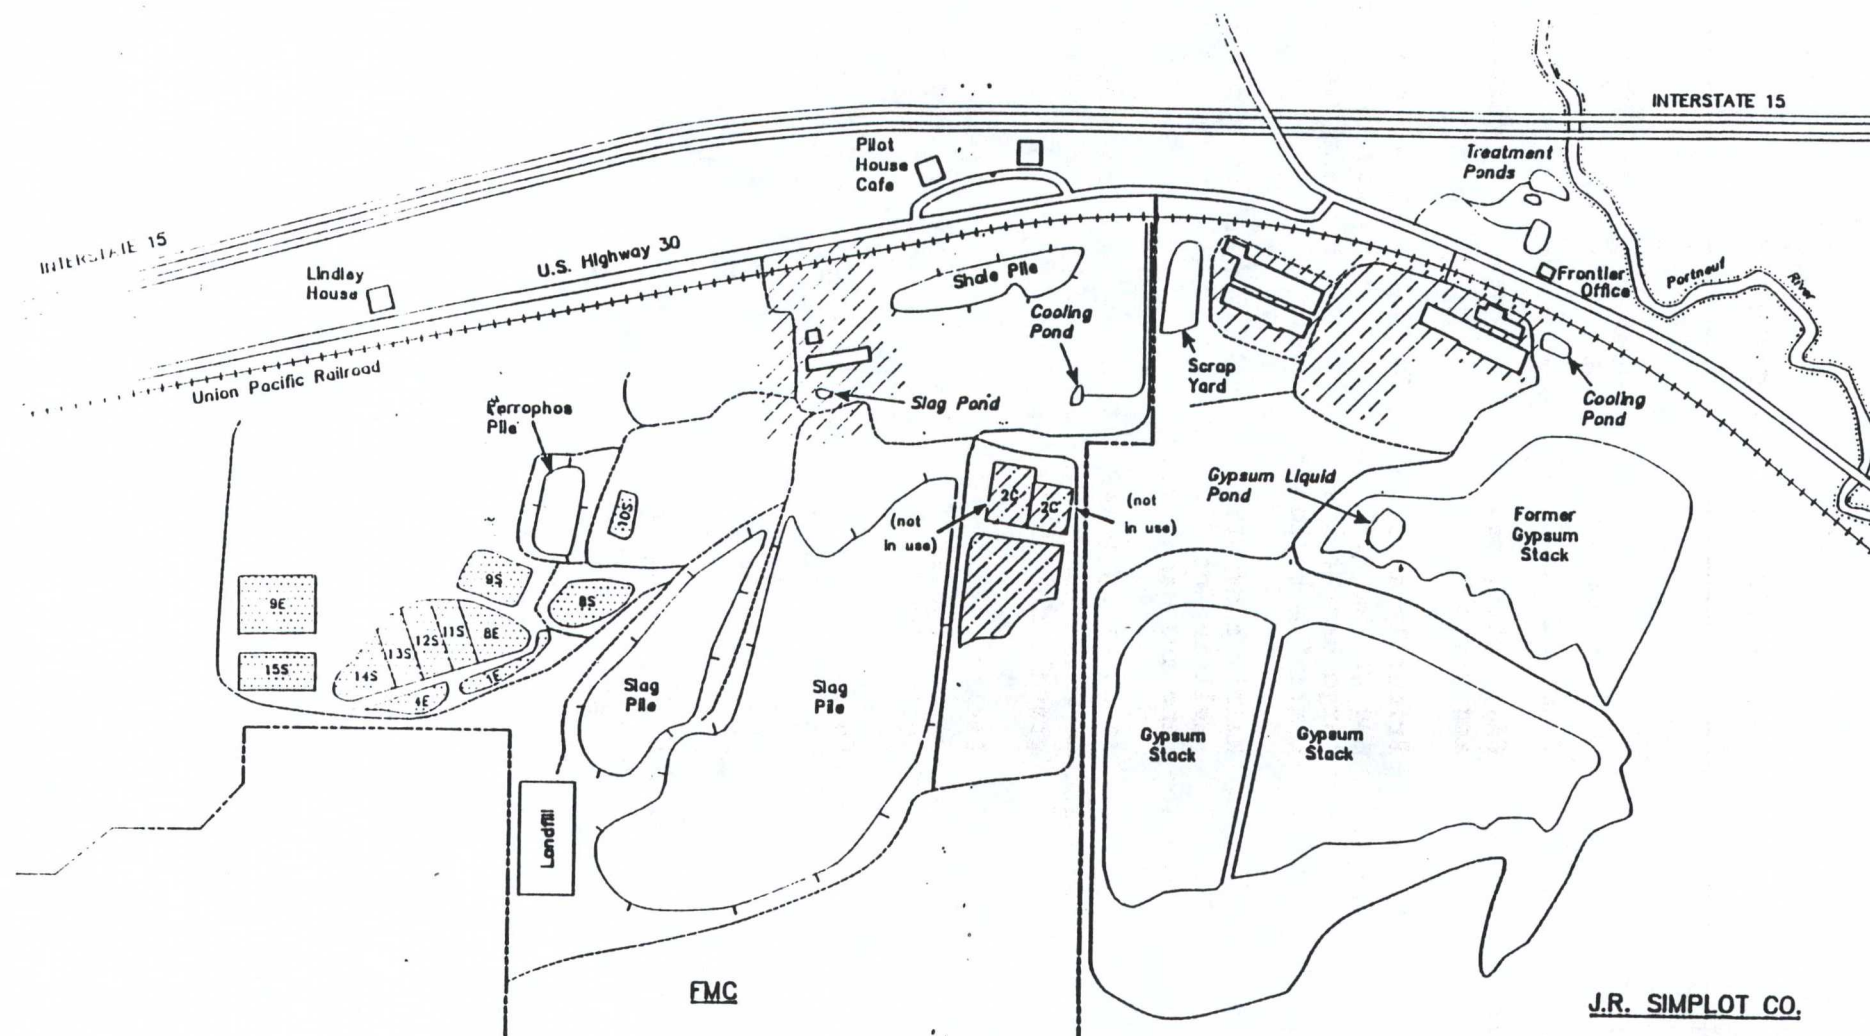 INTERSTATE 15
Treatment
Ponds
Pilot
House
Cafe
INTERSTATE 15
U.S. Highway 30
Lindley
House
Shale Pile
Cooling
Pond
Frontier
Office
Portneuf
River
Union Pacific Railroad
Scrap
Yard
Slag Pond
Cooling
Pond
Ferrophos
Pile
Gypsum Liquid
Pond
2C
2C
(not
in use)
(not
in use)
10S
Former
Gypsum
Stack
9S
9E
8S
8E
11S
12S
13S
14S
15S
1E
4E
Slag
Pile
Slag
Pile
Gypsum
Stack
Gypsum
Stack
Landfill
FMC
J.R. SIMPLOT CO.